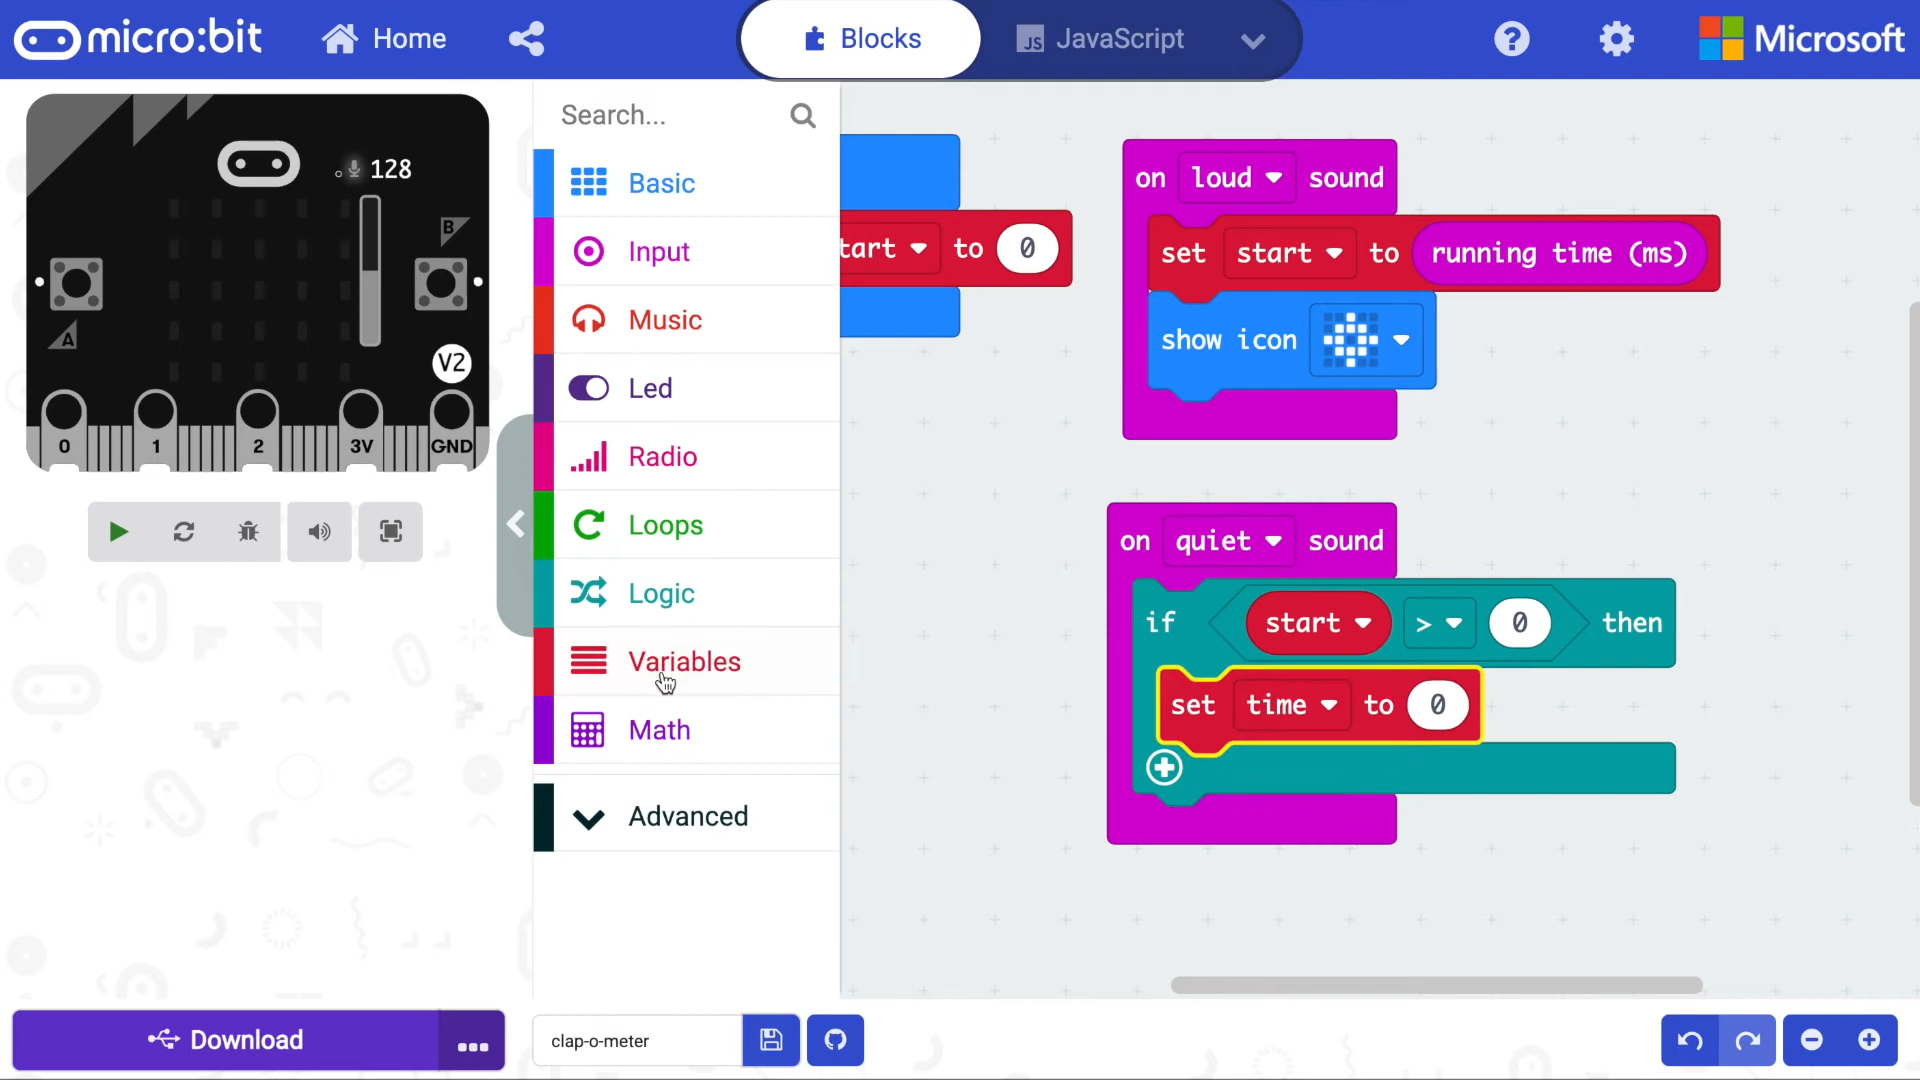 micro:bit
Home
Blocks
JavaScript
Microsoft
128
B
A
V2
0 1 2 3V GND
Search...
Basic
Input
Music
Led
Radio
Loops
Logic
Variables
Math
Advanced
tart to 0
on loud sound
set start to running time (ms)
show icon
on quiet sound
if start > 0 then
set time to 0
Download
clap-o-meter